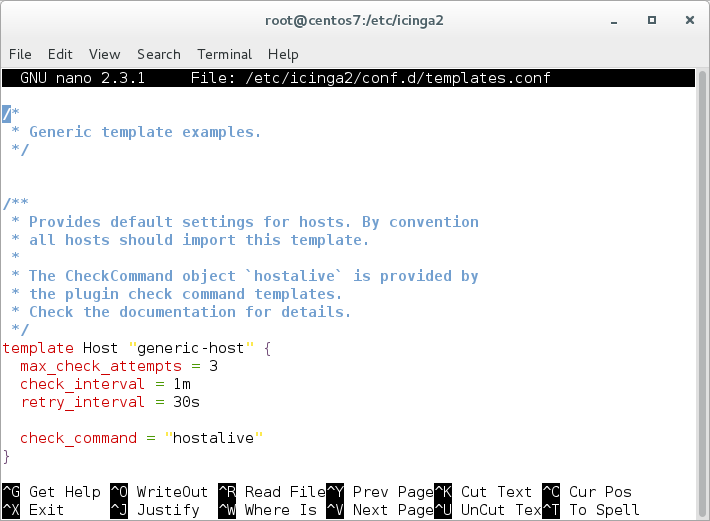 root@centos7:/etc/icinga2
File Edit View Search Terminal Help
GNU nano 2.3.1 File: /etc/icinga2/conf.d/templates.conf
/*
 * Generic template examples.
 */
/**
 * Provides default settings for hosts. By convention
 * all hosts should import this template.
 *
 * The CheckCommand object `hostalive` is provided by
 * the plugin check command templates.
 * Check the documentation for details.
 */
template Host "generic-host" {
  max_check_attempts = 3
  check_interval = 1m
  retry_interval = 30s
  check_command = "hostalive"
}
^G Get Help ^O WriteOut ^R Read File^Y Prev Page^K Cut Text ^C Cur Pos
^X Exit ^J Justify ^W Where Is ^V Next Page^U UnCut Tex^T To Spell